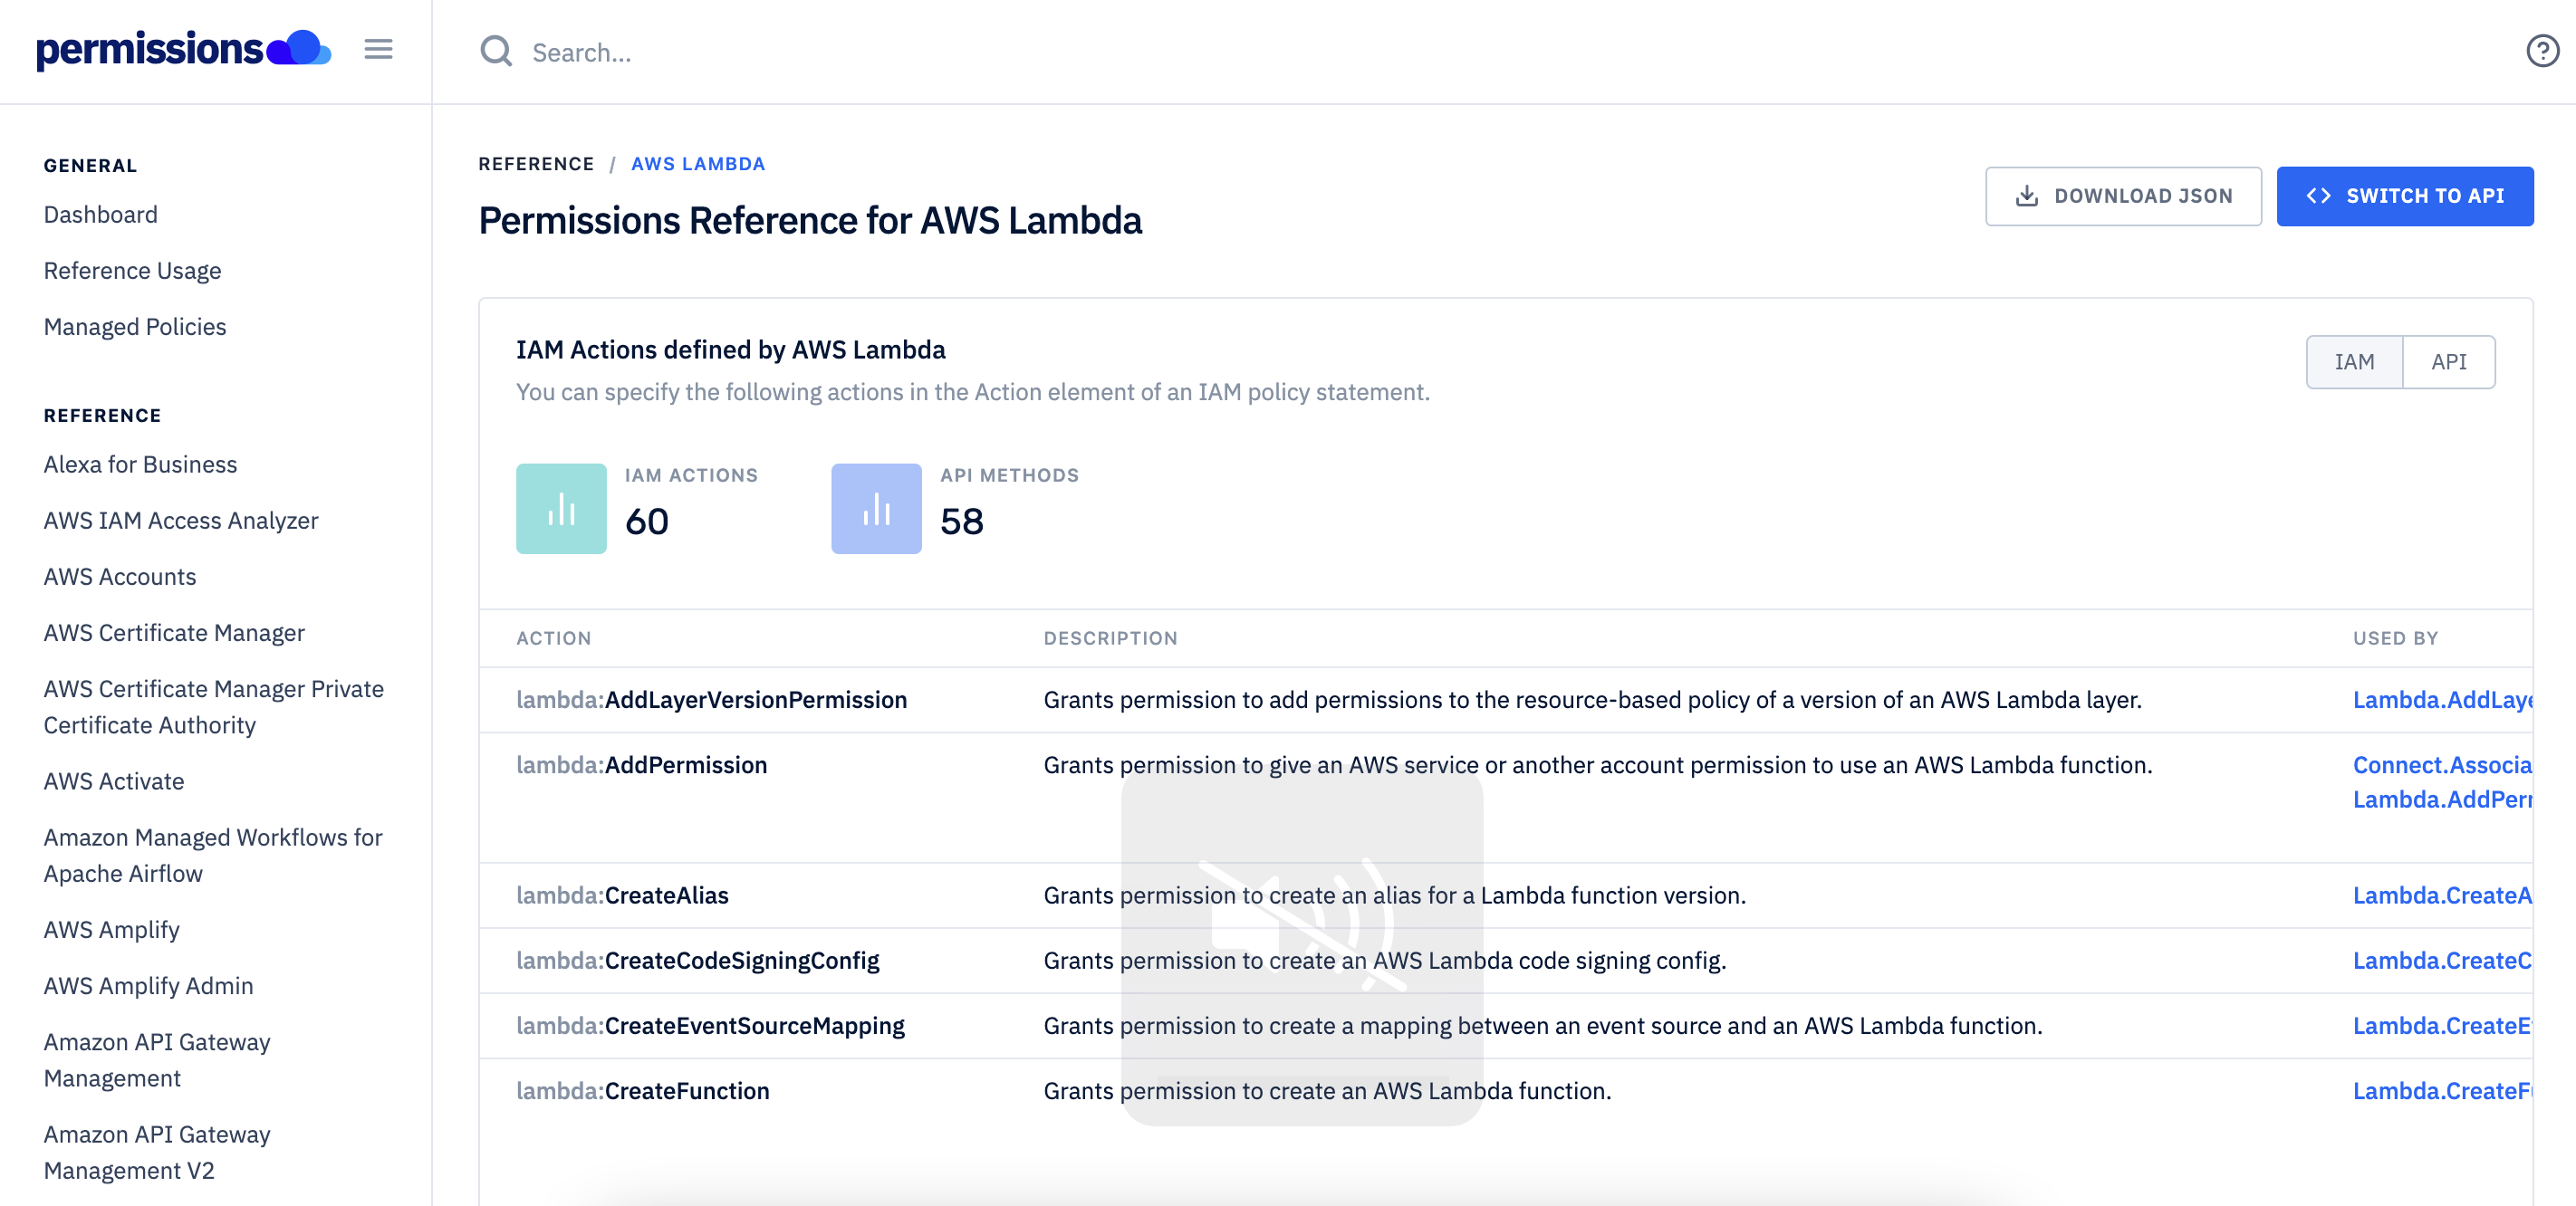 permissions
Search...
GENERAL
Dashboard
Reference Usage
Managed Policies
REFERENCE
Alexa for Business
AWS IAM Access Analyzer
AWS Accounts
AWS Certificate Manager
AWS Certificate Manager Private
Certificate Authority
AWS Activate
Amazon Managed Workflows for
Apache Airflow
AWS Amplify
AWS Amplify Admin
Amazon API Gateway
Management
Amazon API Gateway
Management V2
REFERENCE / AWS LAMBDA
Permissions Reference for AWS Lambda
DOWNLOAD JSON
SWITCH TO API
IAM Actions defined by AWS Lambda
You can specify the following actions in the Action element of an IAM policy statement.
IAM API
IAM ACTIONS
60
API METHODS
58
ACTION DESCRIPTION USED BY
lambda:AddLayerVersionPermission Grants permission to add permissions to the resource-based policy of a version of an AWS Lambda layer. Lambda.AddLaye
lambda:AddPermission Grants permission to give an AWS service or another account permission to use an AWS Lambda function. Connect.Associa
Lambda.AddPerm
lambda:CreateAlias Grants permission to create an alias for a Lambda function version. Lambda.CreateA
lambda:CreateCodeSigningConfig Grants permission to create an AWS Lambda code signing config. Lambda.CreateC
lambda:CreateEventSourceMapping Grants permission to create a mapping between an event source and an AWS Lambda function. Lambda.CreateE
lambda:CreateFunction Grants permission to create an AWS Lambda function. Lambda.CreateF